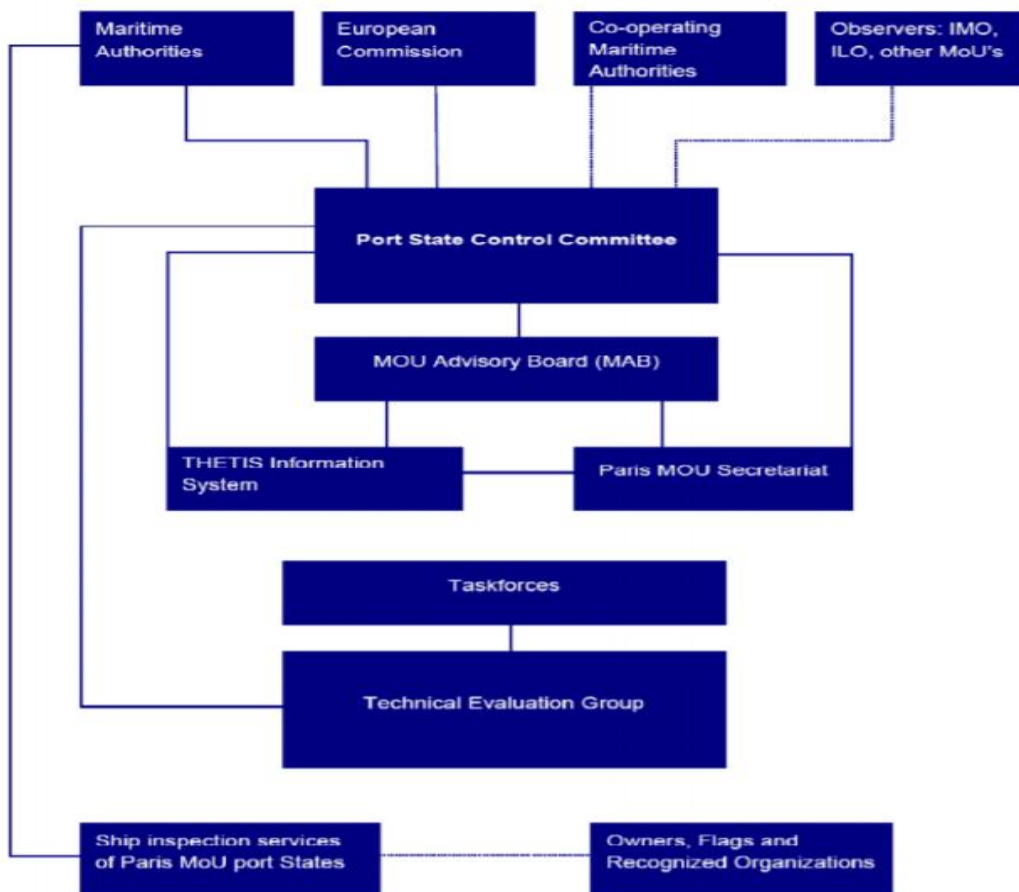 Maritime
Authorities
European
Commission
Co-operating
Maritime
Authorities
Observers: IMO,
ILO, other MoU's
Port State Control Committee
MOU Advisory Board (MAB)
THETIS Information
System
Paris MOU Secretariat
Taskforces
Technical Evaluation Group
Ship inspection services
of Paris MoU port States
Owners, Flags and
Recognized Organizations